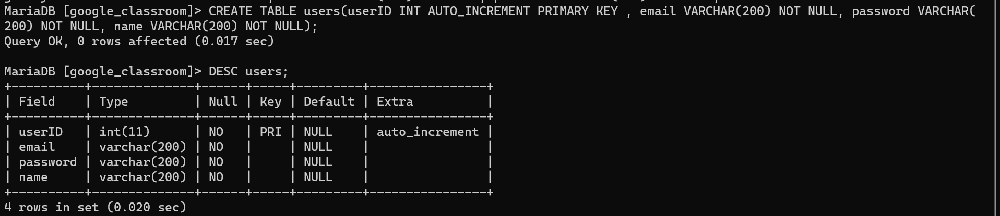 MariaDB [google_classroom]> CREATE TABLE users(userID INT AUTO_INCREMENT PRIMARY KEY , email VARCHAR(200) NOT NULL, password VARCHAR(
200) NOT NULL, name VARCHAR(200) NOT NULL);
Query OK, 0 rows affected (0.017 sec)

MariaDB [google_classroom]> DESC users;
+----------+--------------+------+-----+---------+----------------+
| Field    | Type         | Null | Key | Default | Extra          |
+----------+--------------+------+-----+---------+----------------+
| userID   | int(11)      | NO   | PRI | NULL    | auto_increment |
| email    | varchar(200) | NO   |     | NULL    |                |
| password | varchar(200) | NO   |     | NULL    |                |
| name     | varchar(200) | NO   |     | NULL    |                |
+----------+--------------+------+-----+---------+----------------+
4 rows in set (0.020 sec)